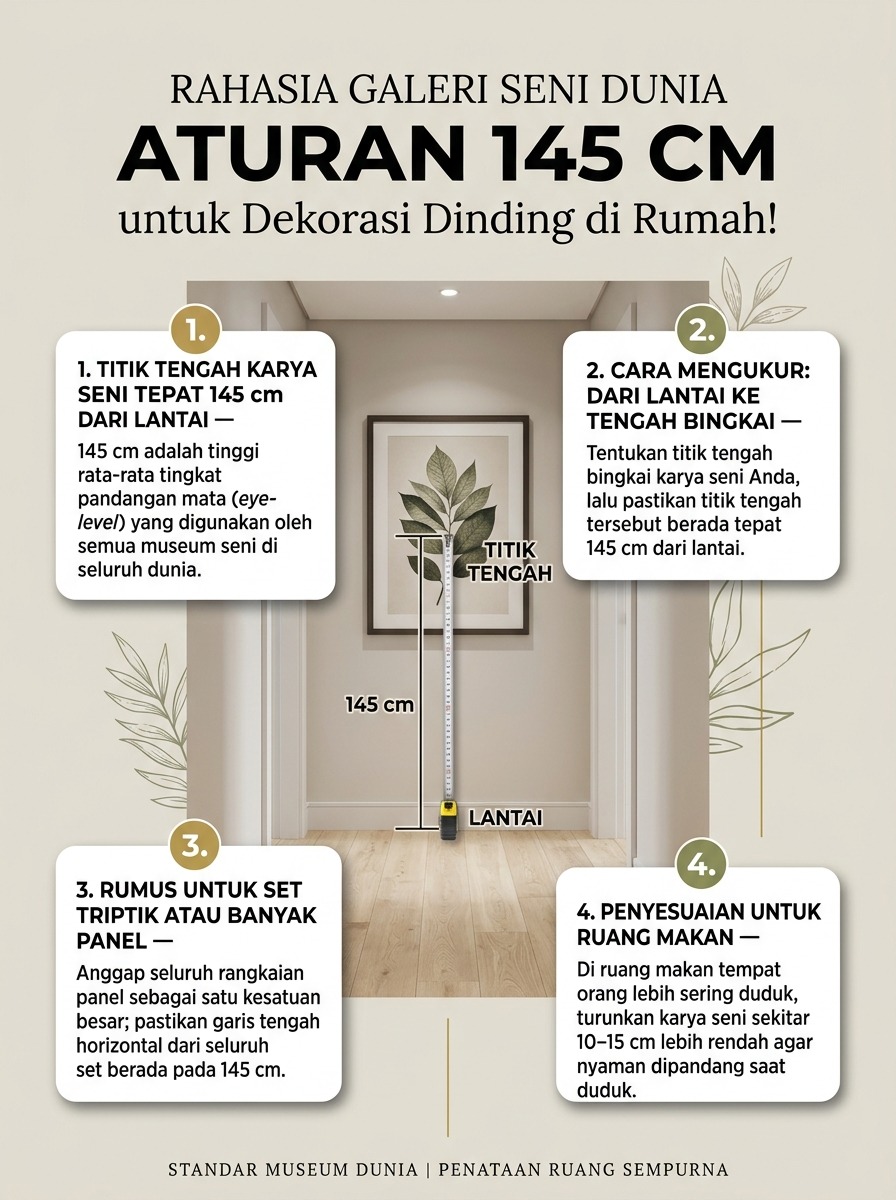 RAHASIA GALERI SENI DUNIA
ATURAN 145 CM
untuk Dekorasi Dinding di Rumah!
1.
1. TITIK TENGAH KARYA
SENI TEPAT 145 cm
DARI LANTAI —
145 cm adalah tinggi
rata-rata tingkat
pandangan mata (eye-
level) yang digunakan oleh
semua museum seni di
seluruh dunia.
2.
2. CARA MENGUKUR:
DARI LANTAI KE
TENGAH BINGKAI —
Tentukan titik tengah
bingkai karya seni Anda,
lalu pastikan titik tengah
tersebut berada tepat
145 cm dari lantai.
TITIK
TENGAH
145 cm
LANTAI
3.
3. RUMUS UNTUK SET
TRIPTIK ATAU BANYAK
PANEL —
Anggap seluruh rangkaian
panel sebagai satu kesatuan
besar; pastikan garis tengah
horizontal dari seluruh
set berada pada 145 cm.
4.
4. PENYESUAIAN UNTUK
RUANG MAKAN —
Di ruang makan tempat
orang lebih sering duduk,
turunkan karya seni sekitar
10–15 cm lebih rendah agar
nyaman dipandang saat
duduk.
STANDAR MUSEUM DUNIA | PENATAAN RUANG SEMPURNA